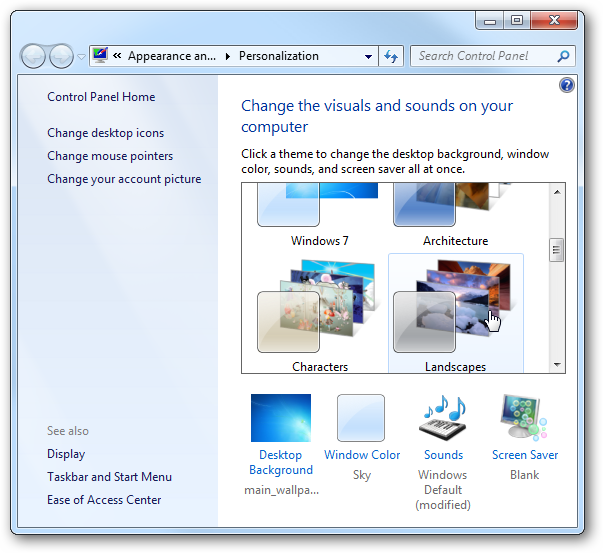 « Appearance an... ▸ Personalization
Search Control Panel
Control Panel Home
Change desktop icons
Change mouse pointers
Change your account picture
See also
Display
Taskbar and Start Menu
Ease of Access Center
Change the visuals and sounds on your
computer
Click a theme to change the desktop background, window
color, sounds, and screen saver all at once.
Windows 7
Architecture
Characters
Landscapes
Desktop
Background
main_wallpa...
Window Color
Sky
Sounds
Windows
Default
(modified)
Screen Saver
Blank